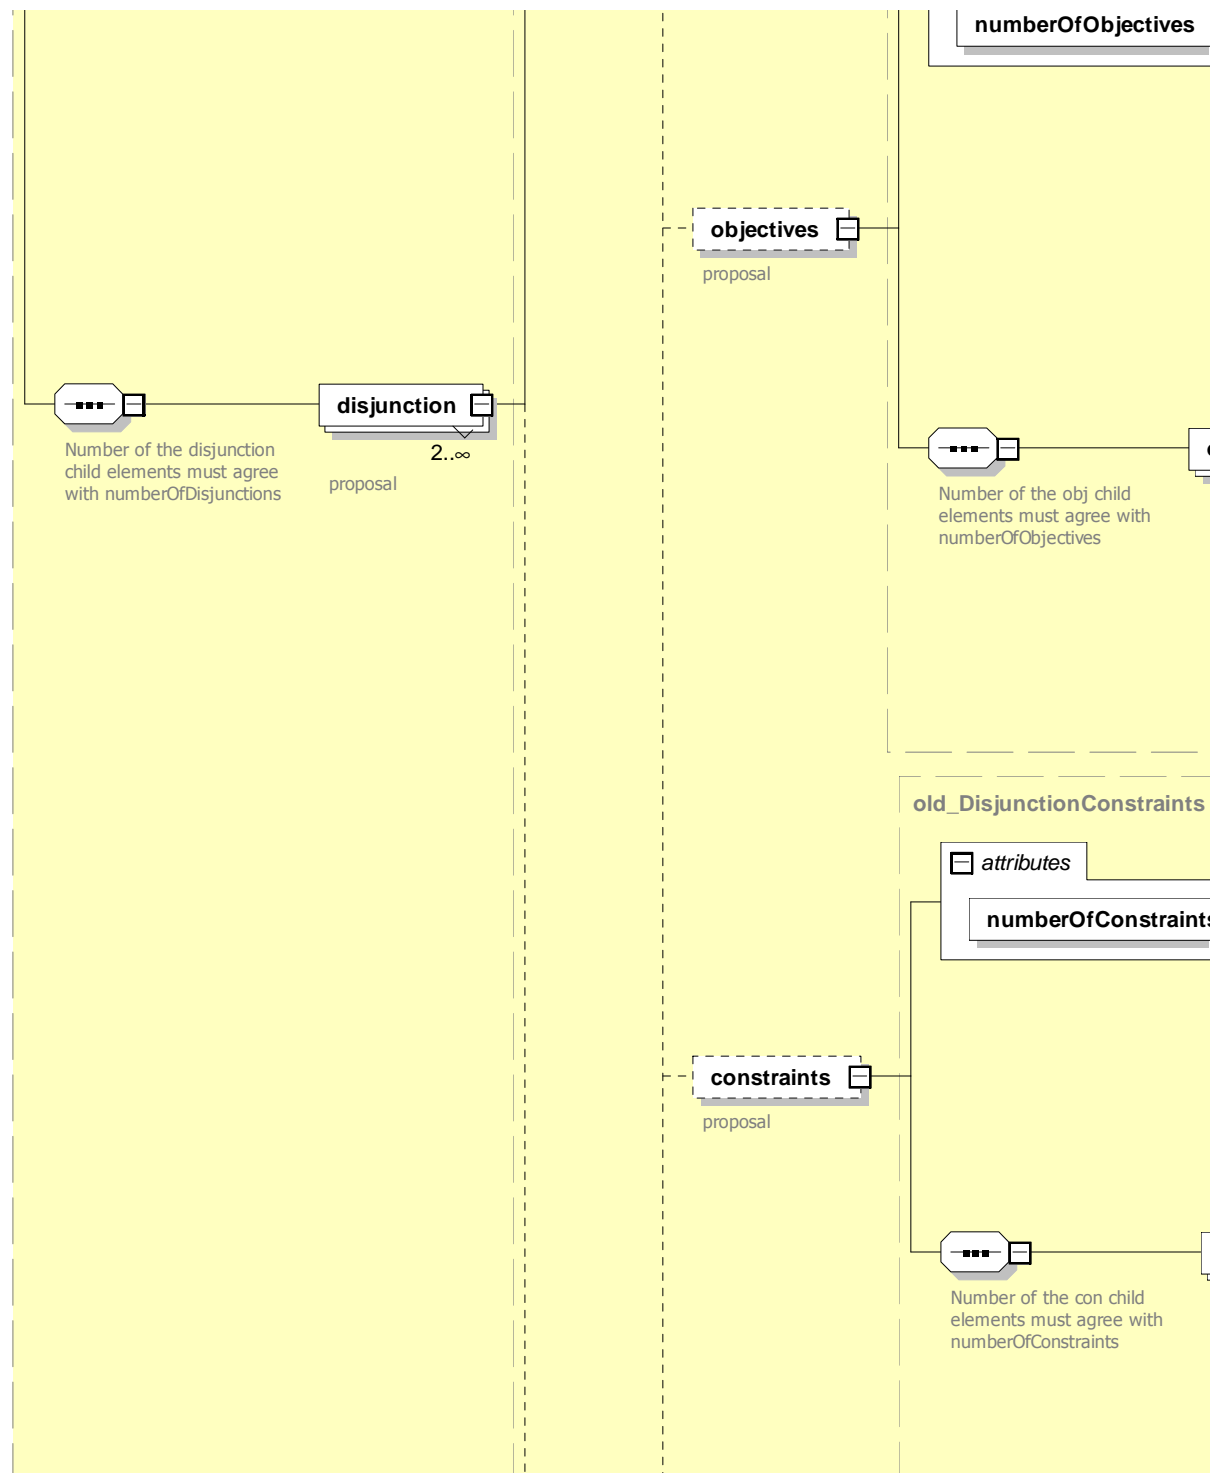 numberOfObjectives
objectives
proposal
disjunction
2..∞
Number of the disjunction
child elements must agree
with numberOfDisjunctions
proposal
Number of the obj child
elements must agree with
numberOfObjectives
old_DisjunctionConstraints
attributes
numberOfConstraints
constraints
proposal
Number of the con child
elements must agree with
numberOfConstraints